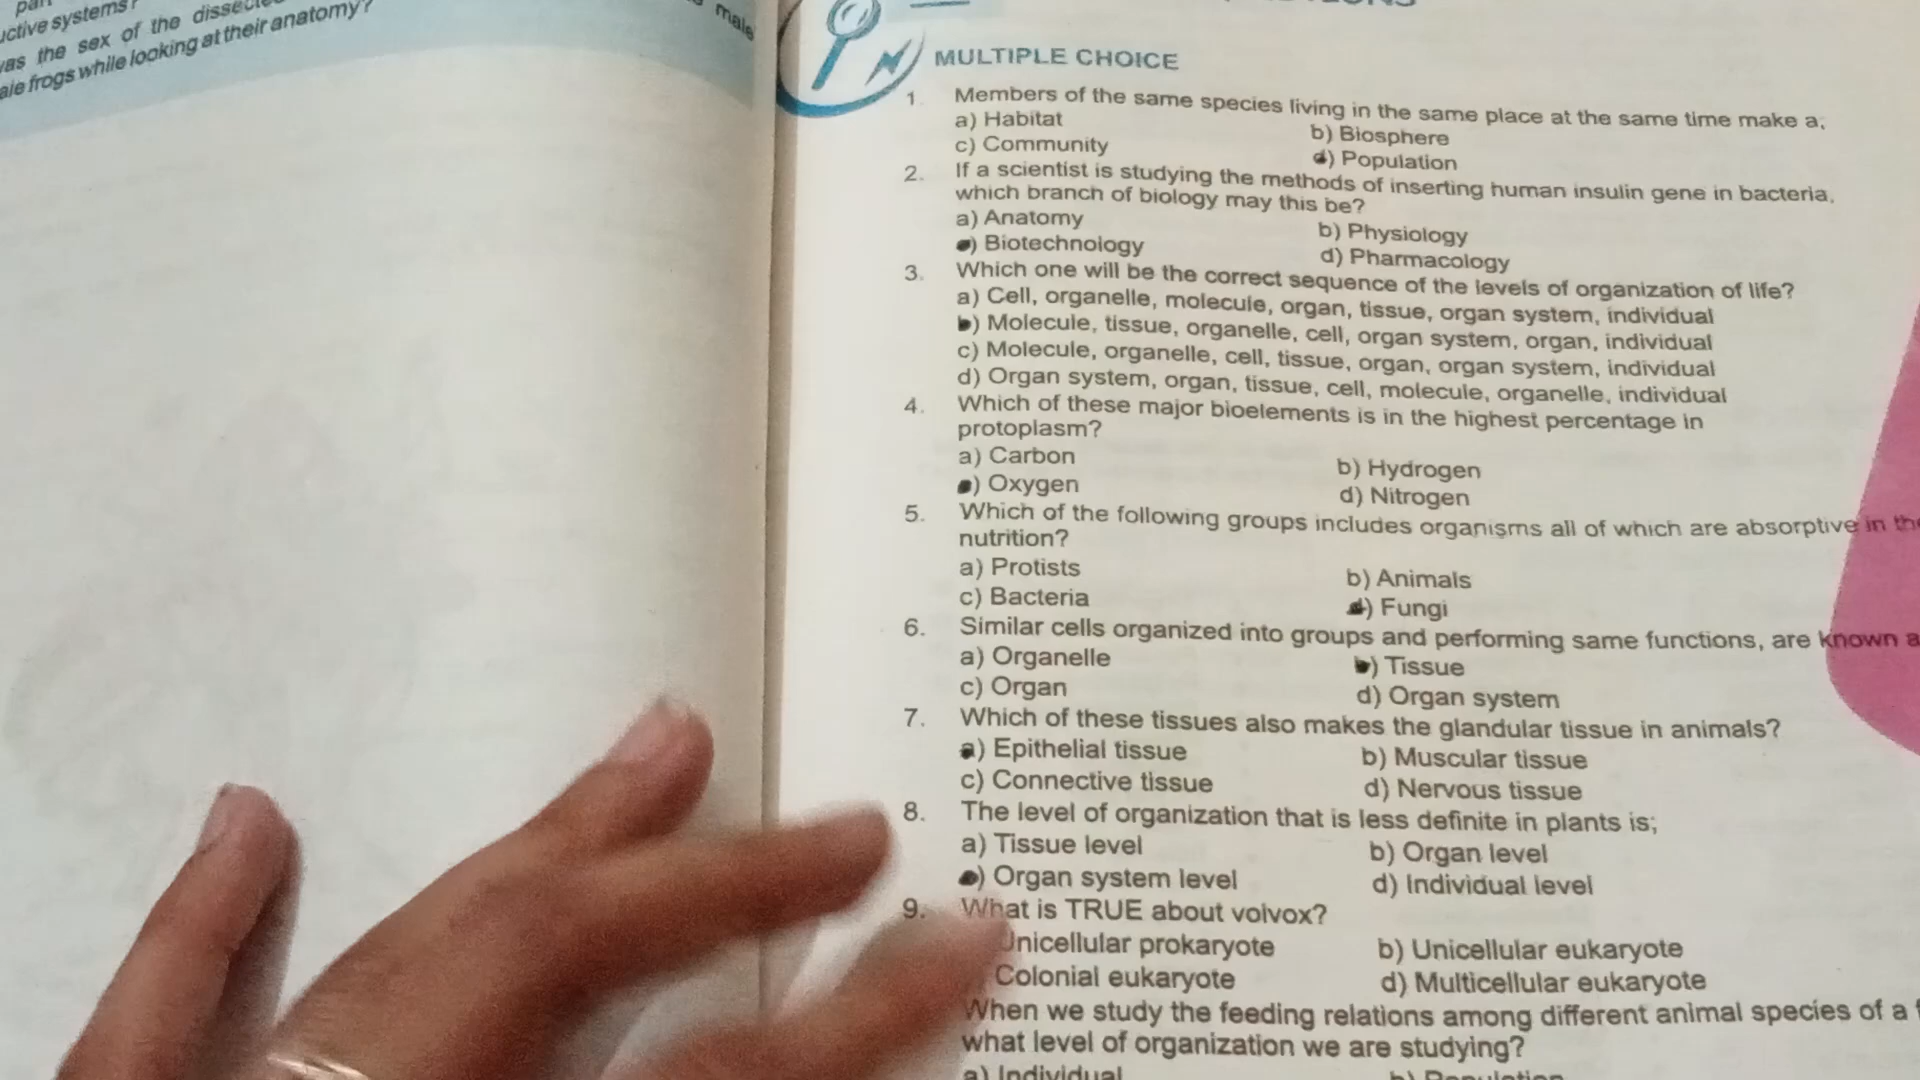 uctive systems?
was the sex of the
frogs while looking at their anatomy?
male
MULTIPLE CHOICE
1. Members of the same species living in the same place at the same time make a;
a) Habitat b) Biosphere
c) Community d) Population
2. If a scientist is studying the methods of inserting human insulin gene in bacteria,
which branch of biology may this be?
a) Anatomy b) Physiology
) Biotechnology d) Pharmacology
3. Which one will be the correct sequence of the levels of organization of life?
a) Cell, organelle, molecule, organ, tissue, organ system, individual
b) Molecule, tissue, organelle, cell, organ system, organ, individual
c) Molecule, organelle, cell, tissue, organ, organ system, individual
d) Organ system, organ, tissue, cell, molecule, organelle, individual
4. Which of these major bioelements is in the highest percentage in
protoplasm?
a) Carbon b) Hydrogen
) Oxygen d) Nitrogen
5. Which of the following groups includes organisms all of which are absorptive in
nutrition?
a) Protists b) Animals
c) Bacteria d) Fungi
6. Similar cells organized into groups and performing same functions, are known
a) Organelle b) Tissue
c) Organ d) Organ system
7. Which of these tissues also makes the glandular tissue in animals?
a) Epithelial tissue b) Muscular tissue
c) Connective tissue d) Nervous tissue
8. The level of organization that is less definite in plants is;
a) Tissue level b) Organ level
) Organ system level d) Individual level
9. What is TRUE about volvox?
Unicellular prokaryote b) Unicellular eukaryote
Colonial eukaryote d) Multicellular eukaryote
When we study the feeding relations among different animal species of a
what level of organization we are studying?
a) Individual b) Population